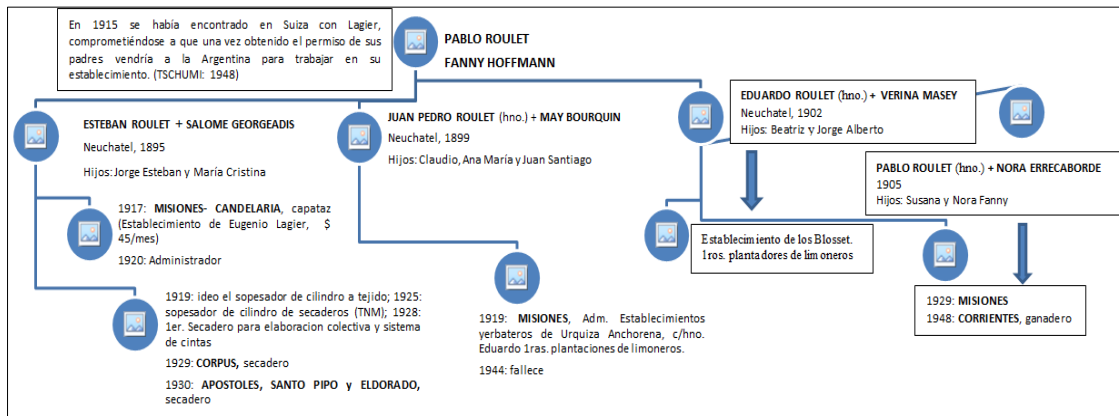 En 1915 se había encontrado en Suiza con Lagier,
comprometiéndose a que una vez obtenido el permiso de sus
padres vendría a la Argentina para trabajar en su
establecimiento. (TSCHUMI: 1948)
PABLO ROULET
FANNY HOFFMANN
ESTEBAN ROULET + SALOME GEORGEADIS
Neuchatel, 1895
Hijos: Jorge Esteban y María Cristina
JUAN PEDRO ROULET (hno.) + MAY BOURQUIN
Neuchatel, 1899
Hijos: Claudio, Ana María y Juan Santiago
EDUARDO ROULET (hno.) + VERINA MASEY
Neuchatel, 1902
Hijos: Beatriz y Jorge Alberto
PABLO ROULET (hno.) + NORA ERRECABORDE
1905
Hijos: Susana y Nora Fanny
1917: MISIONES- CANDELARIA, capataz
(Establecimiento de Eugenio Lagier, $
45/mes)
1920: Administrador
1919: ideo el sopesador de cilindro a tejido; 1925:
sopesador de cilindro de secaderos (TNM); 1928:
1er. Secadero para elaboracion colectiva y sistema
de cintas
1929: CORPUS, secadero
1930: APOSTOLES, SANTO PIPO y ELDORADO,
secadero
1919: MISIONES, Adm. Establecimientos
yerbateros de Urquiza Anchorena, c/hno.
Eduardo 1ras. plantaciones de limoneros.
1944: fallece
Establecimiento de los Blosset.
1ros. plantadores de limoneros
1929: MISIONES
1948: CORRIENTES, ganadero